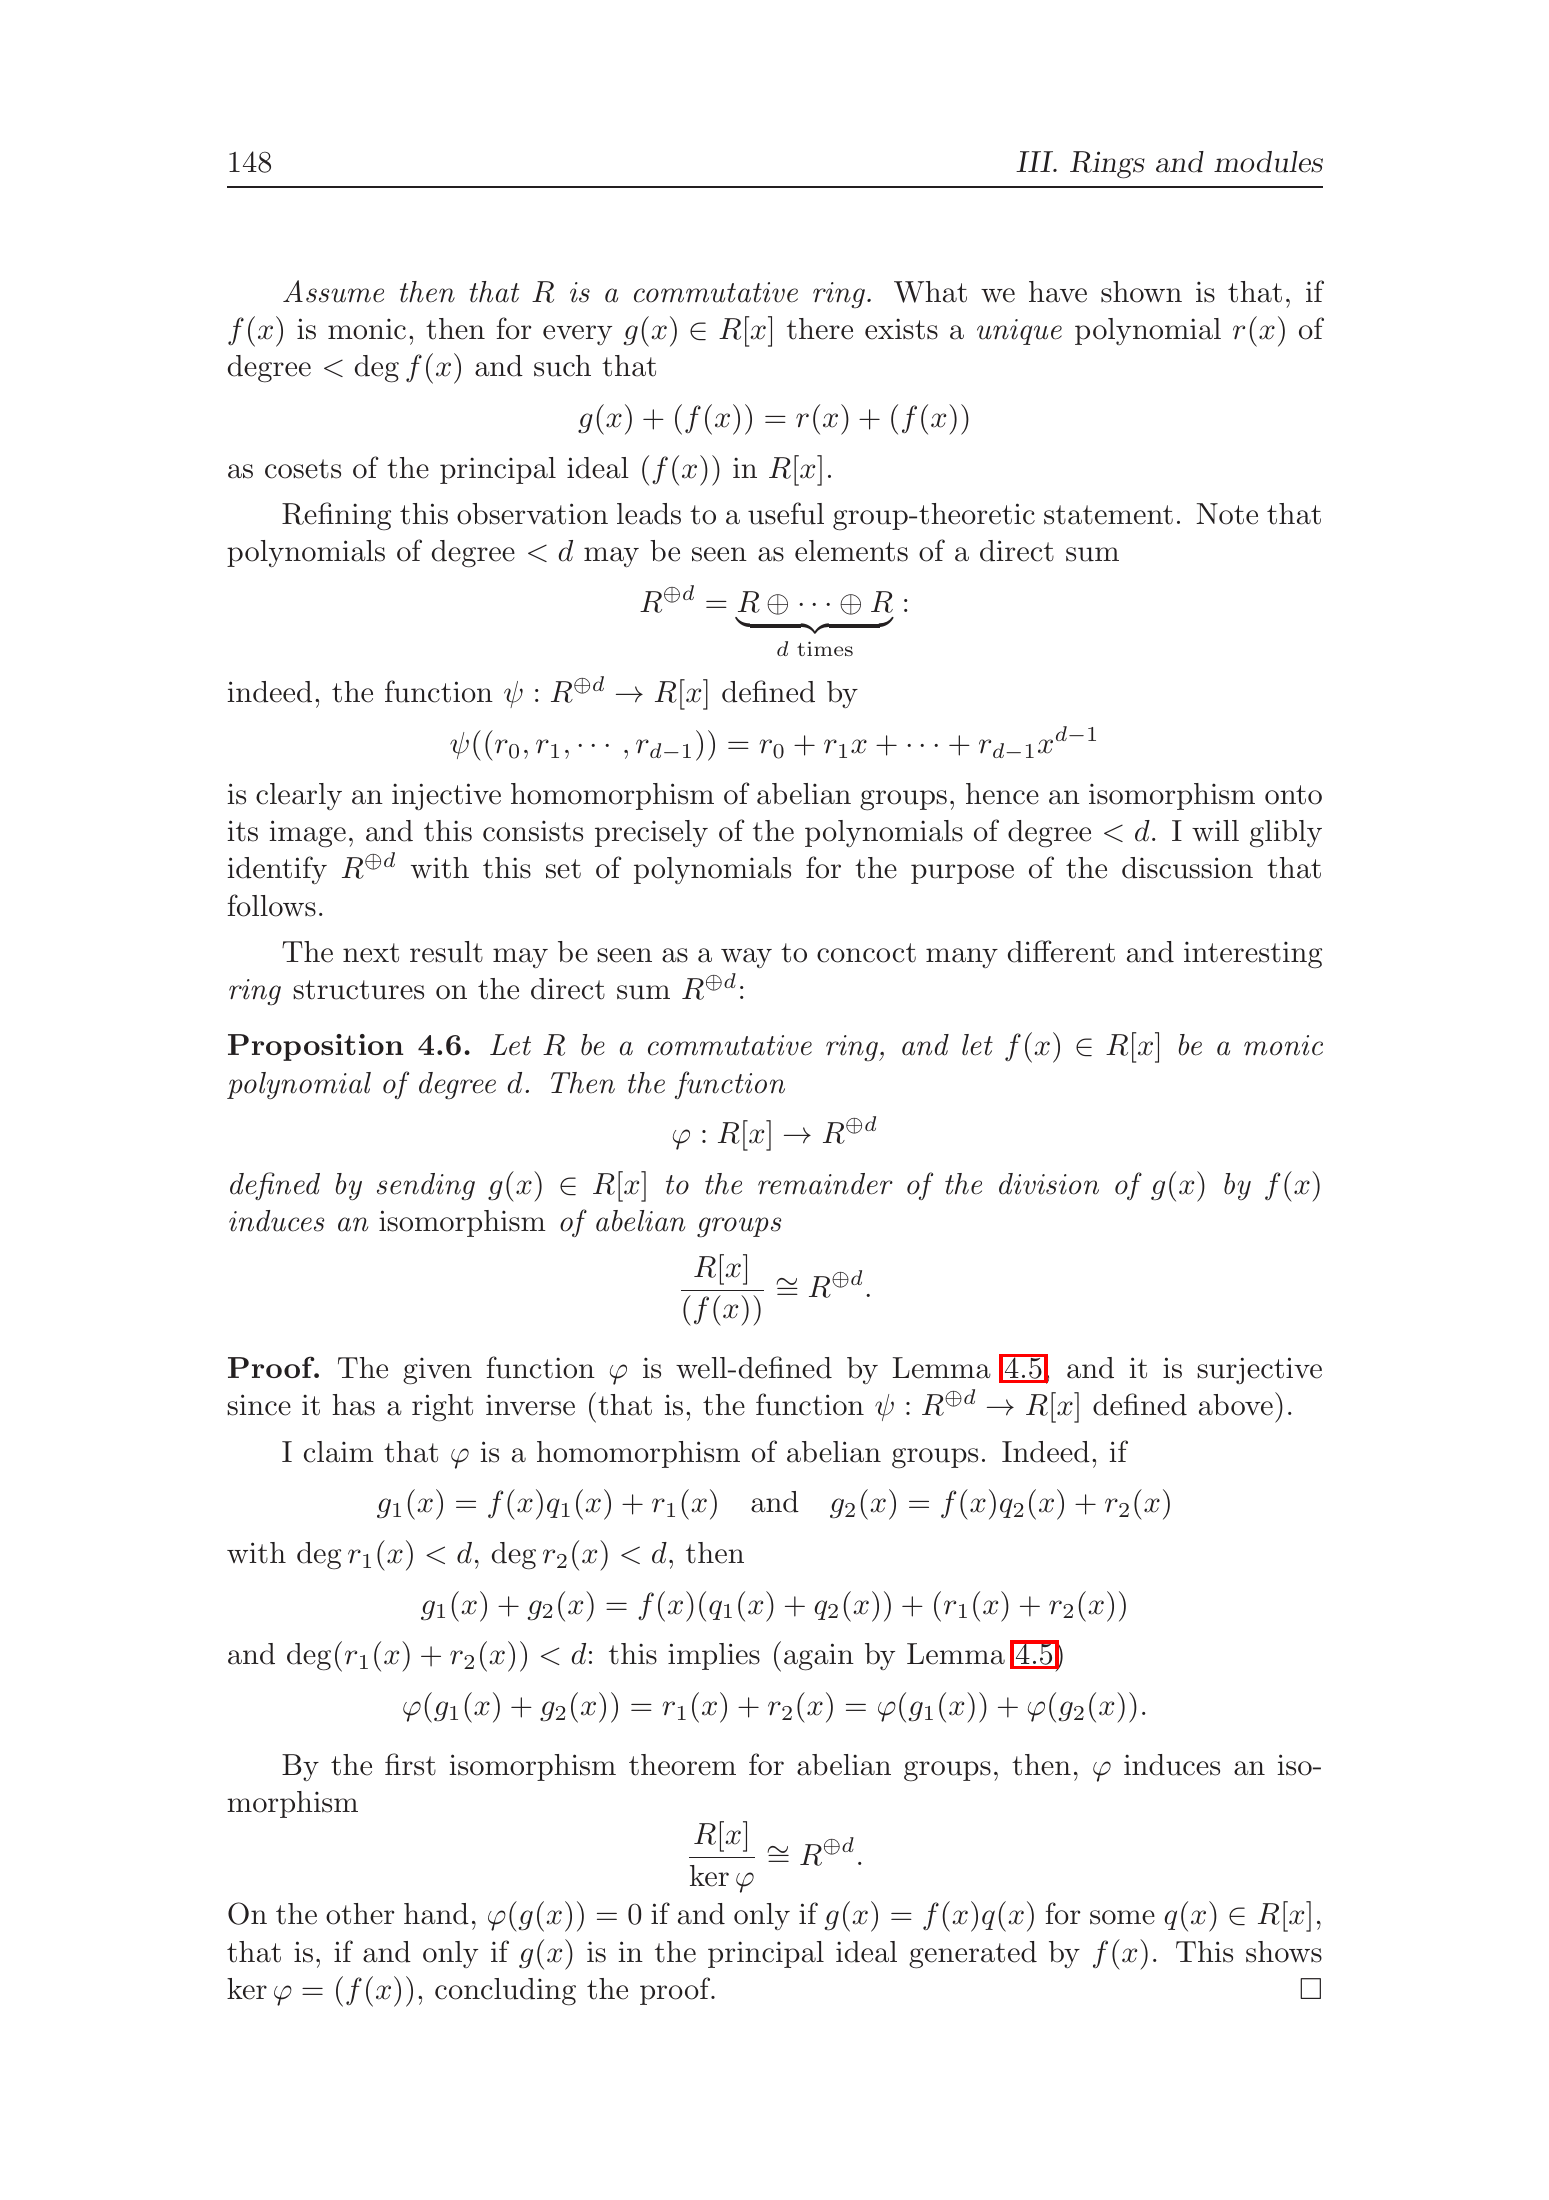 148 III. Rings and modules
Assume then that R is a commutative ring. What we have shown is that, if
f(x) is monic, then for every g(x) ∈ R[x] there exists a unique polynomial r(x) of
degree < deg f(x) and such that
g(x) + (f(x)) = r(x) + (f(x))
as cosets of the principal ideal (f(x)) in R[x].
Refining this observation leads to a useful group-theoretic statement. Note that
polynomials of degree < d may be seen as elements of a direct sum
R^{⊕d} = R ⊕ ··· ⊕ R :
d times
indeed, the function ψ : R^{⊕d} → R[x] defined by
ψ((r_0, r_1, ··· , r_{d−1})) = r_0 + r_1x + ··· + r_{d−1}x^{d−1}
is clearly an injective homomorphism of abelian groups, hence an isomorphism onto
its image, and this consists precisely of the polynomials of degree < d. I will glibly
identify R^{⊕d} with this set of polynomials for the purpose of the discussion that
follows.
The next result may be seen as a way to concoct many different and interesting
ring structures on the direct sum R^{⊕d}:
Proposition 4.6. Let R be a commutative ring, and let f(x) ∈ R[x] be a monic
polynomial of degree d. Then the function
φ : R[x] → R^{⊕d}
defined by sending g(x) ∈ R[x] to the remainder of the division of g(x) by f(x)
induces an isomorphism of abelian groups
R[x]/(f(x)) ≅ R^{⊕d}.
Proof. The given function φ is well-defined by Lemma 4.5, and it is surjective
since it has a right inverse (that is, the function ψ : R^{⊕d} → R[x] defined above).
I claim that φ is a homomorphism of abelian groups. Indeed, if
g_1(x) = f(x)q_1(x) + r_1(x) and g_2(x) = f(x)q_2(x) + r_2(x)
with deg r_1(x) < d, deg r_2(x) < d, then
g_1(x) + g_2(x) = f(x)(q_1(x) + q_2(x)) + (r_1(x) + r_2(x))
and deg(r_1(x) + r_2(x)) < d: this implies (again by Lemma 4.5)
φ(g_1(x) + g_2(x)) = r_1(x) + r_2(x) = φ(g_1(x)) + φ(g_2(x)).
By the first isomorphism theorem for abelian groups, then, φ induces an iso-
morphism
R[x]/ker φ ≅ R^{⊕d}.
On the other hand, φ(g(x)) = 0 if and only if g(x) = f(x)q(x) for some q(x) ∈ R[x],
that is, if and only if g(x) is in the principal ideal generated by f(x). This shows
ker φ = (f(x)), concluding the proof. □